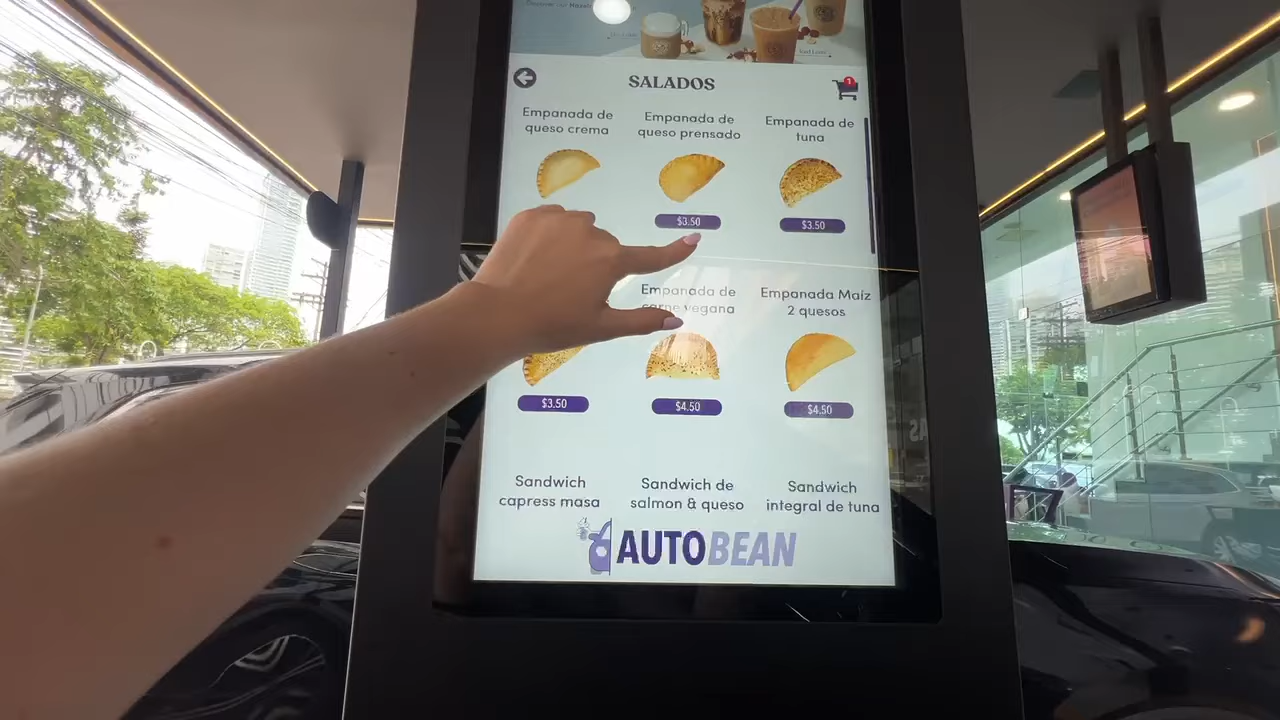 SALADOS
1
Empanada de
queso crema
Empanada de
queso prensado
Empanada de
tuna
$3.50
$3.50
Empanada de
carne vegana
Empanada Maíz
2 quesos
$3.50
$4.50
$4.50
Sandwich
capress masa
Sandwich de
salmon & queso
Sandwich
integral de tuna
AUTOBEAN